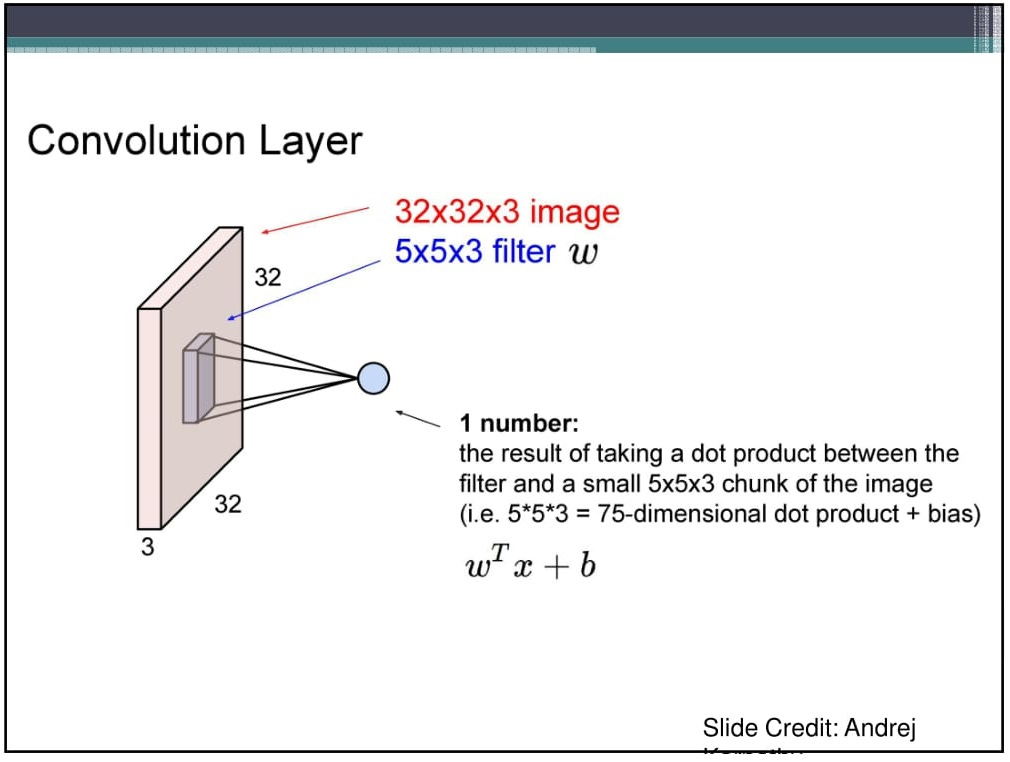 Convolution Layer
32x32x3 image
5x5x3 filter w
32
1 number:
the result of taking a dot product between the
filter and a small 5x5x3 chunk of the image
(i.e. 5*5*3 = 75-dimensional dot product + bias)
32
3
w^T x + b
Slide Credit: Andrej